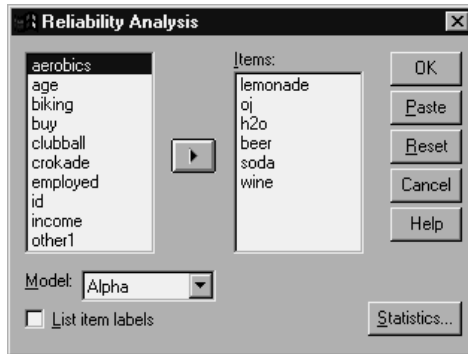 Reliability Analysis
aerobics
age
biking
buy
clubball
crokade
employed
id
income
other1
Items:
lemonade
oj
h2o
beer
soda
wine
OK
Paste
Reset
Cancel
Help
Model: Alpha
List item labels
Statistics...